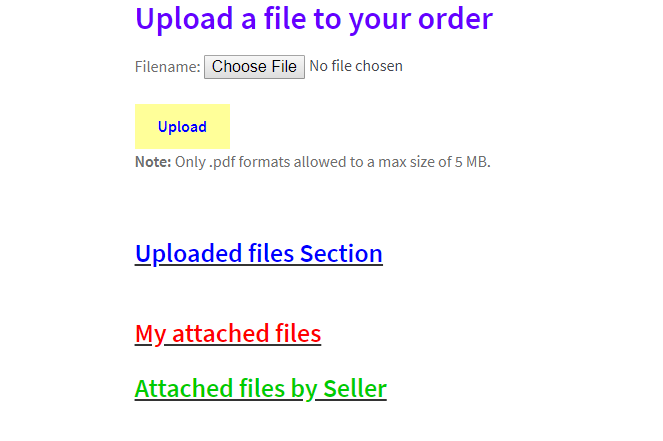 Upload a file to your order
Filename: Choose File No file chosen
Upload
Note: Only .pdf formats allowed to a max size of 5 MB.
Uploaded files Section
My attached files
Attached files by Seller